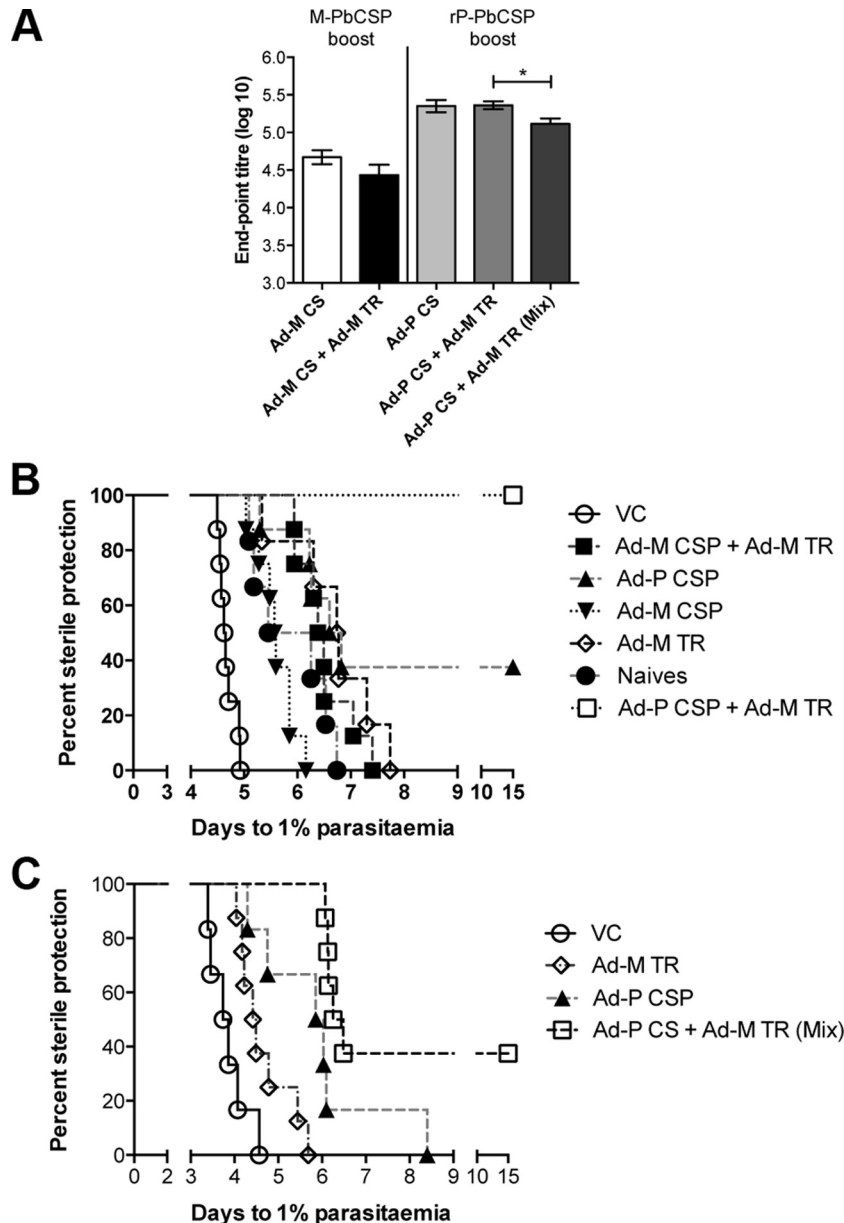 A
M-PbCSP boost
rP-PbCSP boost
*
End-point titre (log 10)
6.0
5.5
5.0
4.5
4.0
3.5
3.0
Ad-M CS
Ad-M CS + Ad-M TR
Ad-P CS
Ad-P CS + Ad-M TR
Ad-P CS + Ad-M TR (Mix)
B
Percent sterile protection
100
80
60
40
20
0
0 3 4 5 6 7 8 9 10 15
Days to 1% parasitaemia
VC
Ad-M CSP + Ad-M TR
Ad-P CSP
Ad-M CSP
Ad-M TR
Naives
Ad-P CSP + Ad-M TR
C
Percent sterile protection
100
80
60
40
20
0
0 2 3 4 5 6 7 8 9 10 15
Days to 1% parasitaemia
VC
Ad-M TR
Ad-P CSP
Ad-P CS + Ad-M TR (Mix)